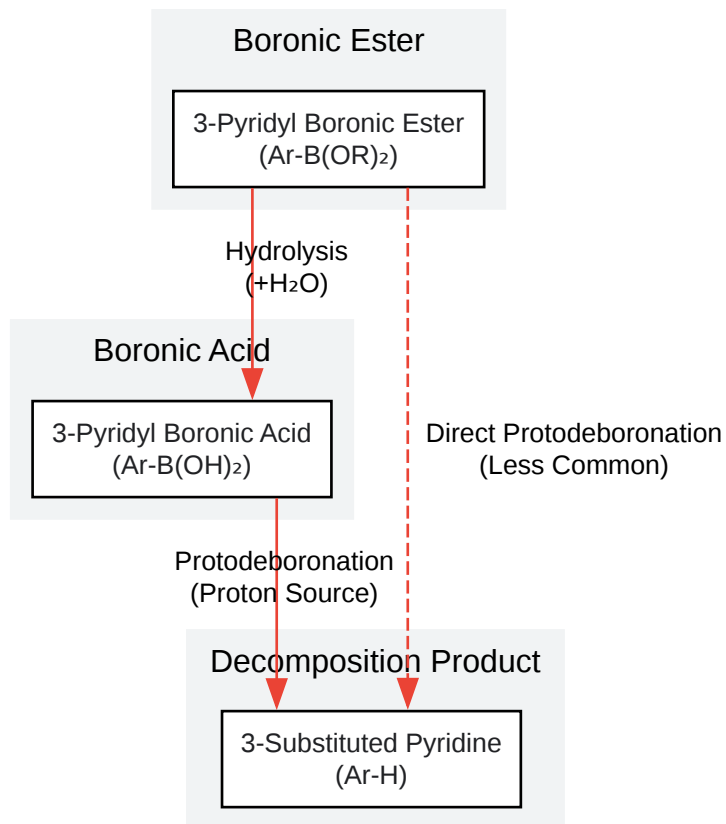 Boronic Ester
3-Pyridyl Boronic Ester
(Ar-B(OR)₂)
Hydrolysis
(+H₂O)
Boronic Acid
3-Pyridyl Boronic Acid
(Ar-B(OH)₂)
Direct Protodeboronation
(Less Common)
Protodeboronation
(Proton Source)
Decomposition Product
3-Substituted Pyridine
(Ar-H)